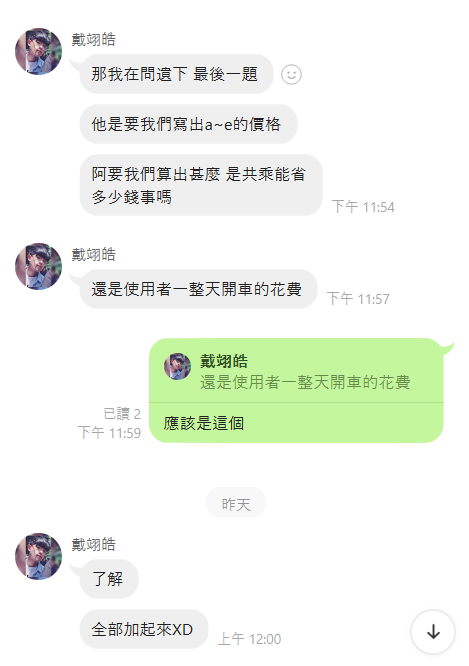 戴翊皓
那我在問遺下 最後一題
他是要我們寫出a~e的價格
阿要我們算出甚麼 是共乘能省
多少錢事嗎
下午 11:54
戴翊皓
還是使用者一整天開車的花費
下午 11:57
戴翊皓
還是使用者一整天開車的花費
應該是這個
已讀 2
下午 11:59
昨天
戴翊皓
了解
全部加起來XD
上午 12:00